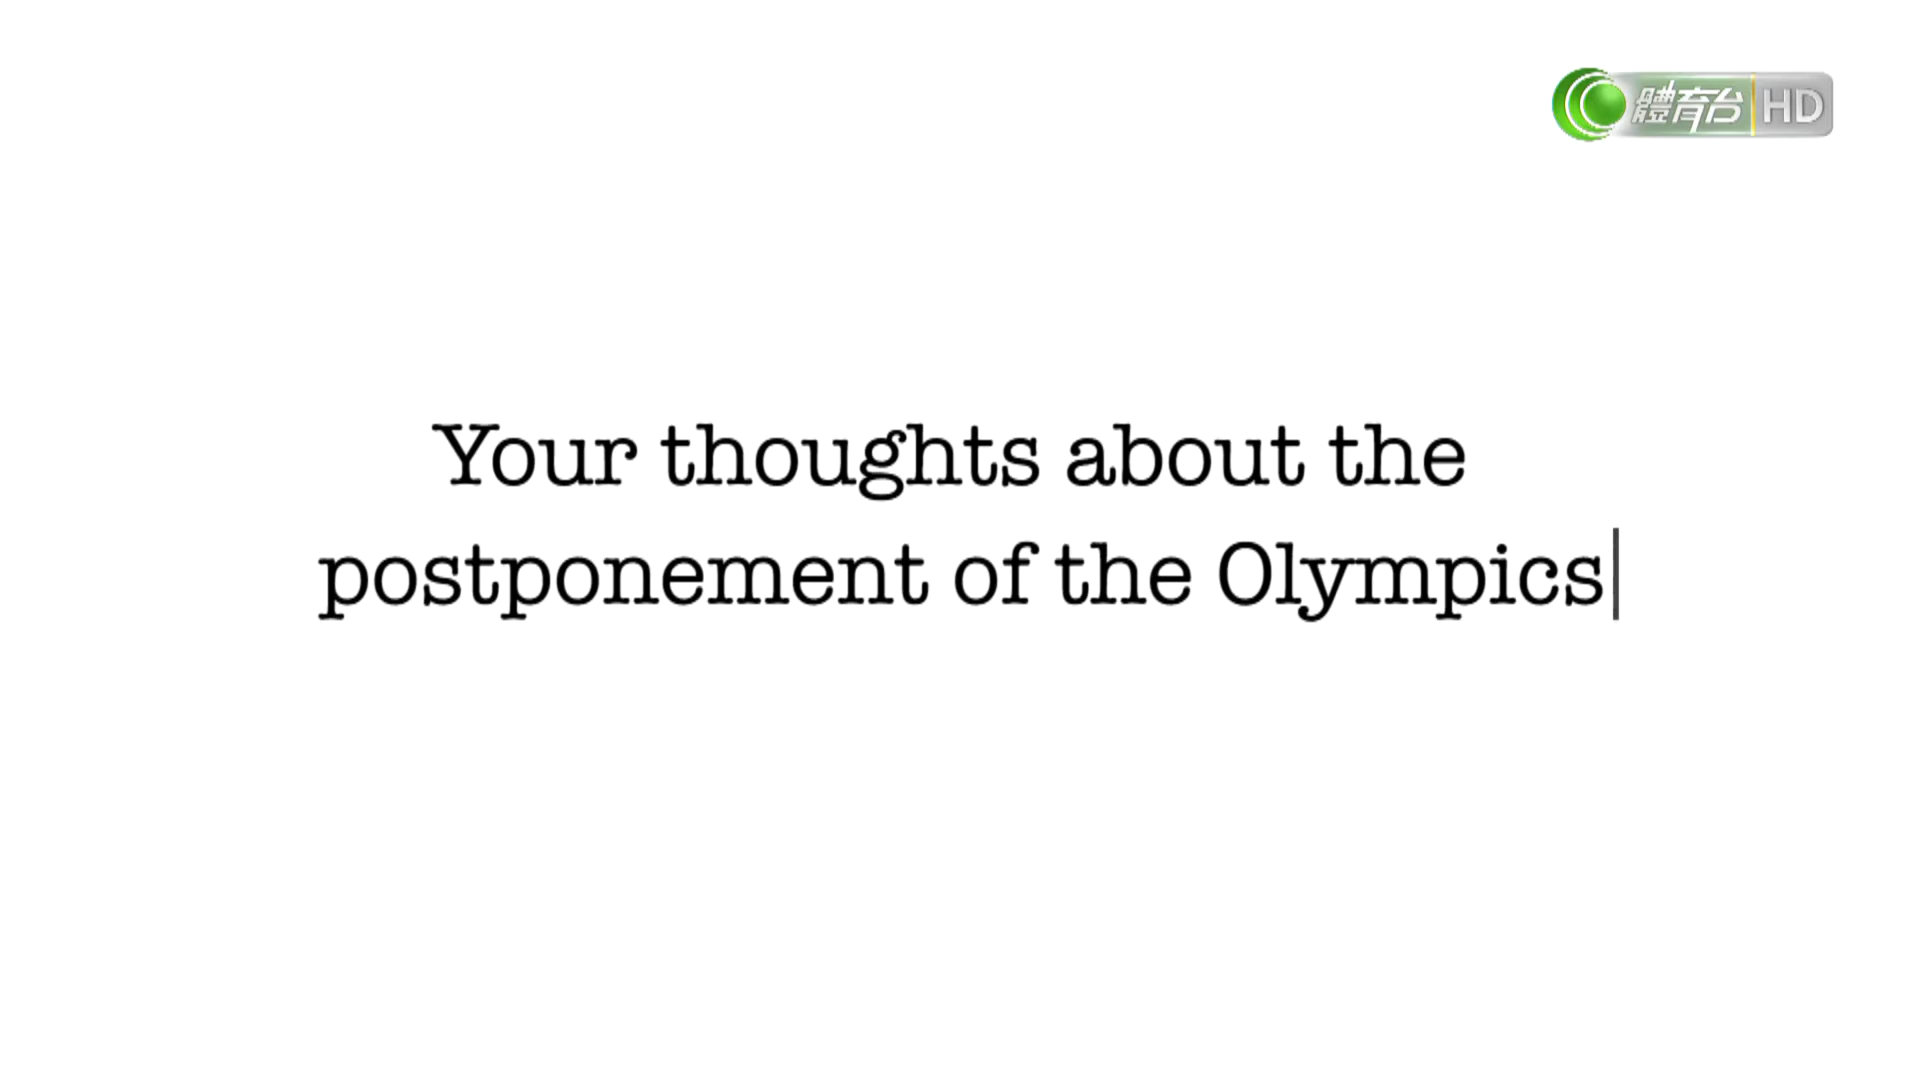 體育台 HD
Your thoughts about the
postponement of the Olympics